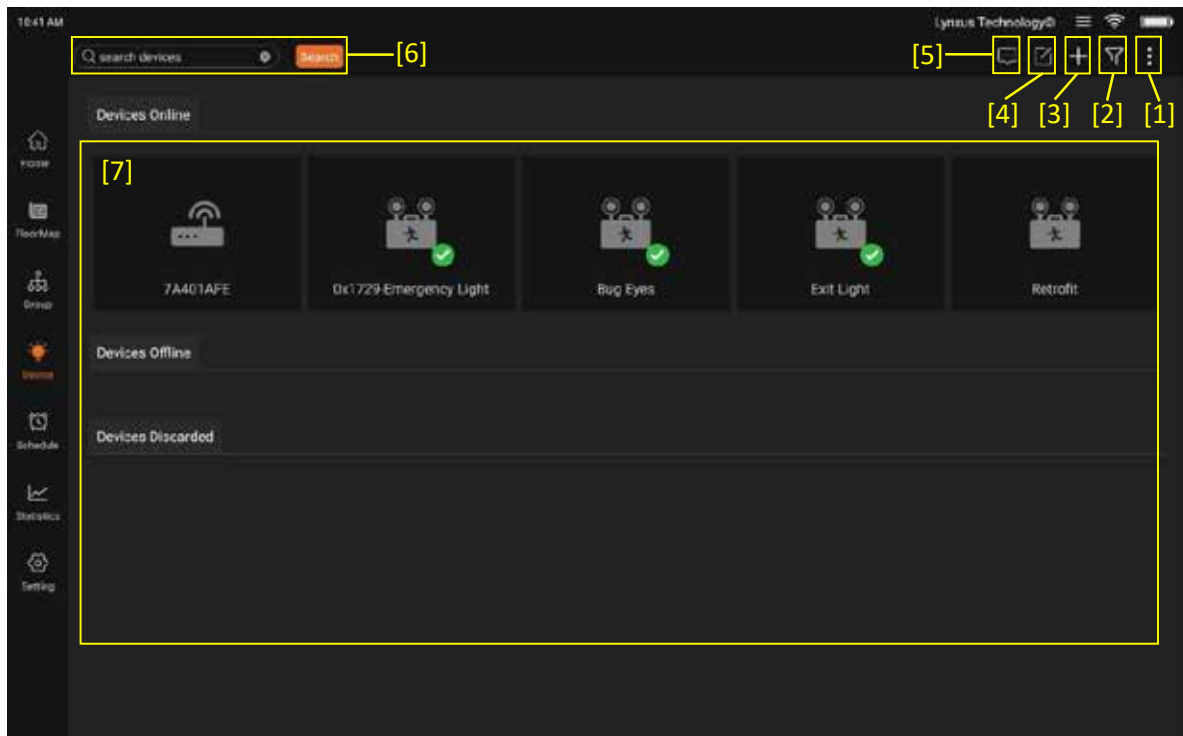 10:41 AM
Lynxus Technology®
search devices
Search
[6]
[5]
[4]
[3]
[2]
[1]
Devices Online
Home
[7]
FloorMap
7A401AFE
0x1729-Emergency Light
Bug Eyes
Exit Light
Retrofit
Group
Devices Offline
Device
Devices Discarded
Schedule
Statistics
Setting